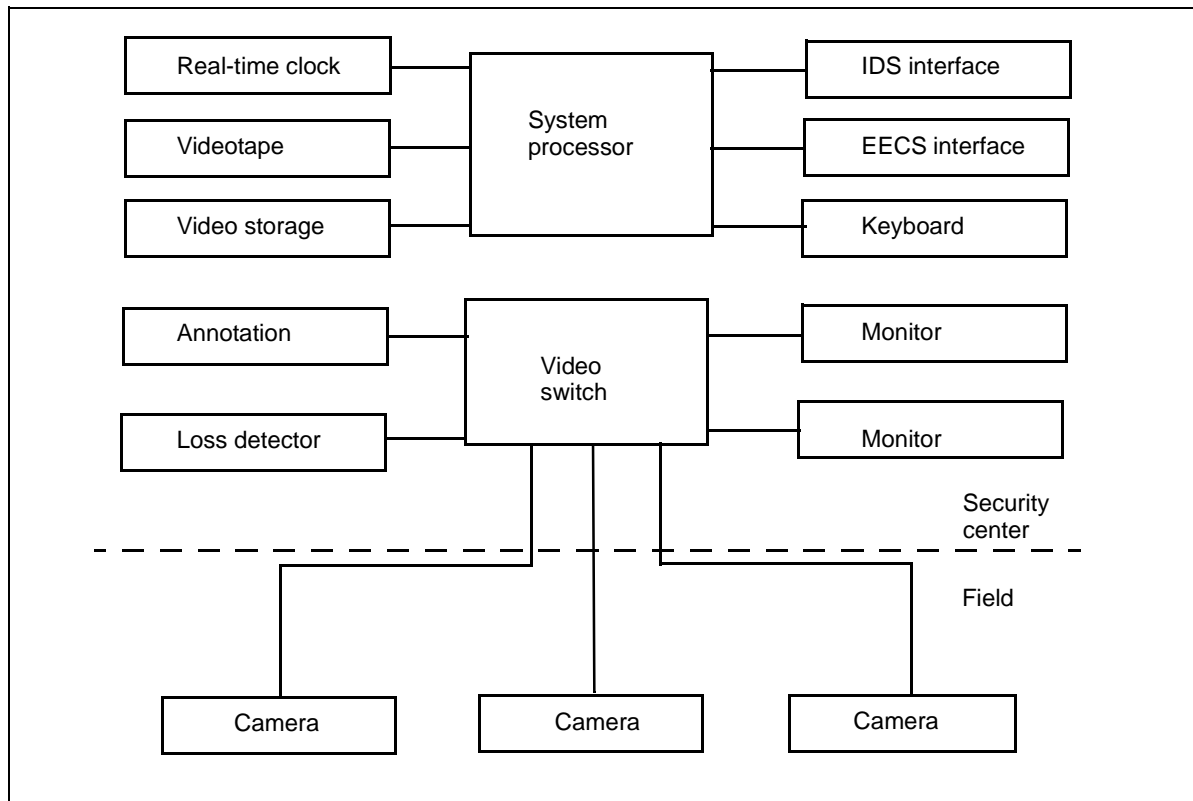 Real-time clock
IDS interface
System
processor
Videotape
EECS interface
Video storage
Keyboard
Annotation
Monitor
Video
switch
Loss detector
Monitor
Security
center
Field
Camera
Camera
Camera